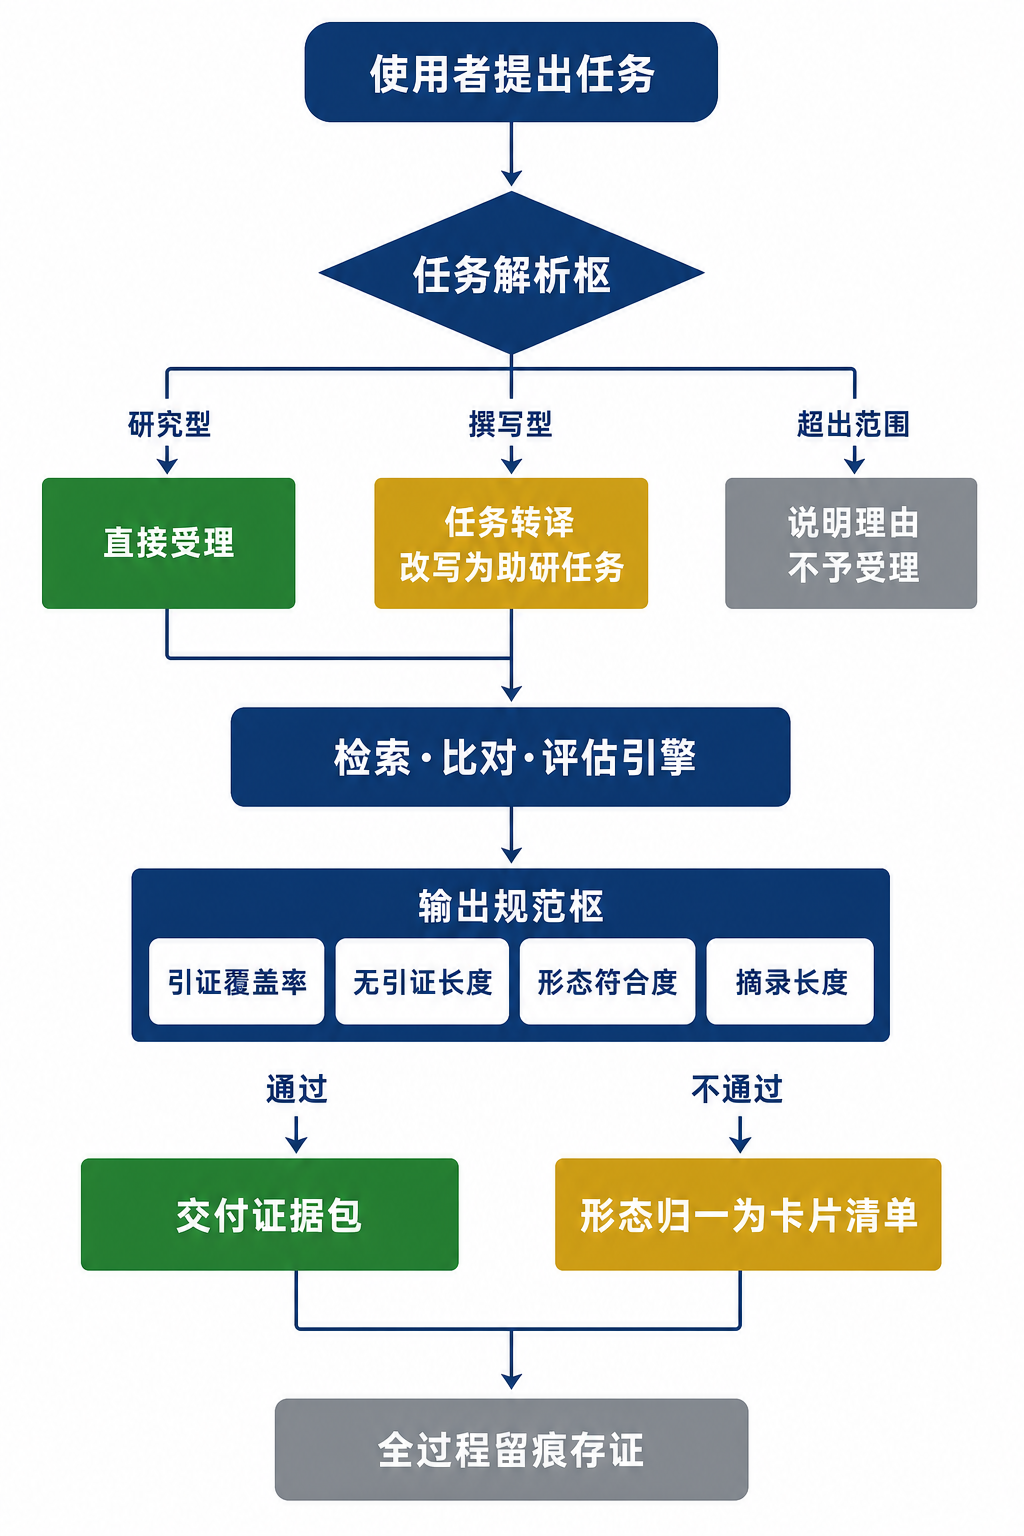 使用者提出任务
任务解析枢
研究型
撰写型
超出范围
直接受理
任务转译
改写为助研任务
说明理由
不予受理
检索·比对·评估引擎
输出规范枢
引证覆盖率
无引证长度
形态符合度
摘录长度
通过
不通过
交付证据包
形态归一为卡片清单
全过程留痕存证